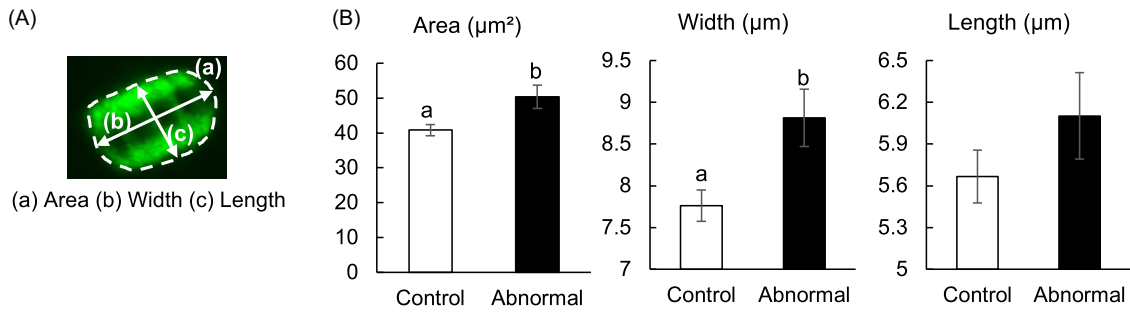 (A)
(a)
(b)
(c)
(a) Area (b) Width (c) Length
(B)
Area (µm²)
60
50
40
30
20
10
0
a
b
Control Abnormal
Width (µm)
9.5
9
8.5
8
7.5
7
a
b
Control Abnormal
Length (µm)
6.5
6.2
5.9
5.6
5.3
5
Control Abnormal